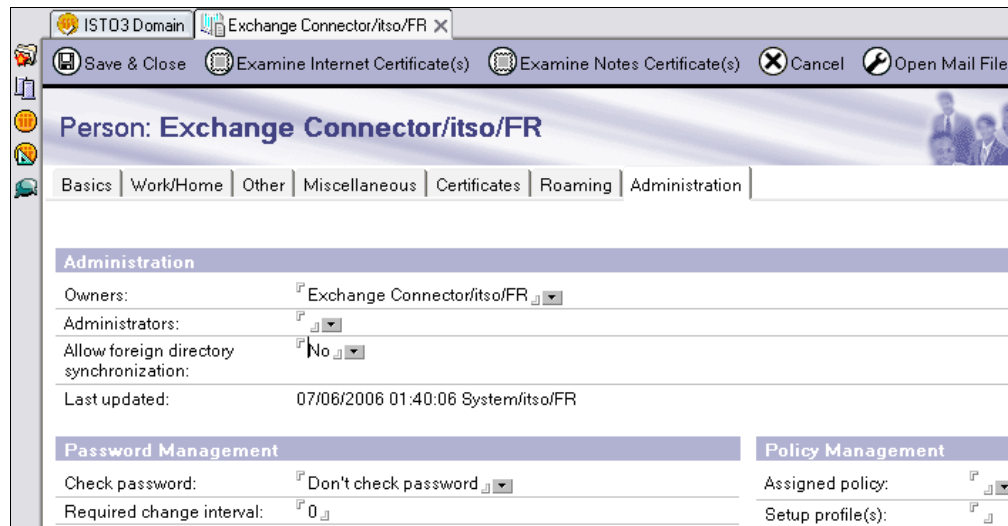 ISTO3 Domain Exchange Connector/itso/FR
Save & Close Examine Internet Certificate(s) Examine Notes Certificate(s) Cancel Open Mail File
Person: Exchange Connector/itso/FR
Basics Work/Home Other Miscellaneous Certificates Roaming Administration
Administration
Owners: Exchange Connector/itso/FR
Administrators:
Allow foreign directory No
synchronization:
Last updated: 07/06/2006 01:40:06 System/itso/FR
Password Management Policy Management
Check password: Don't check password Assigned policy:
Required change interval: 0 Setup profile(s):